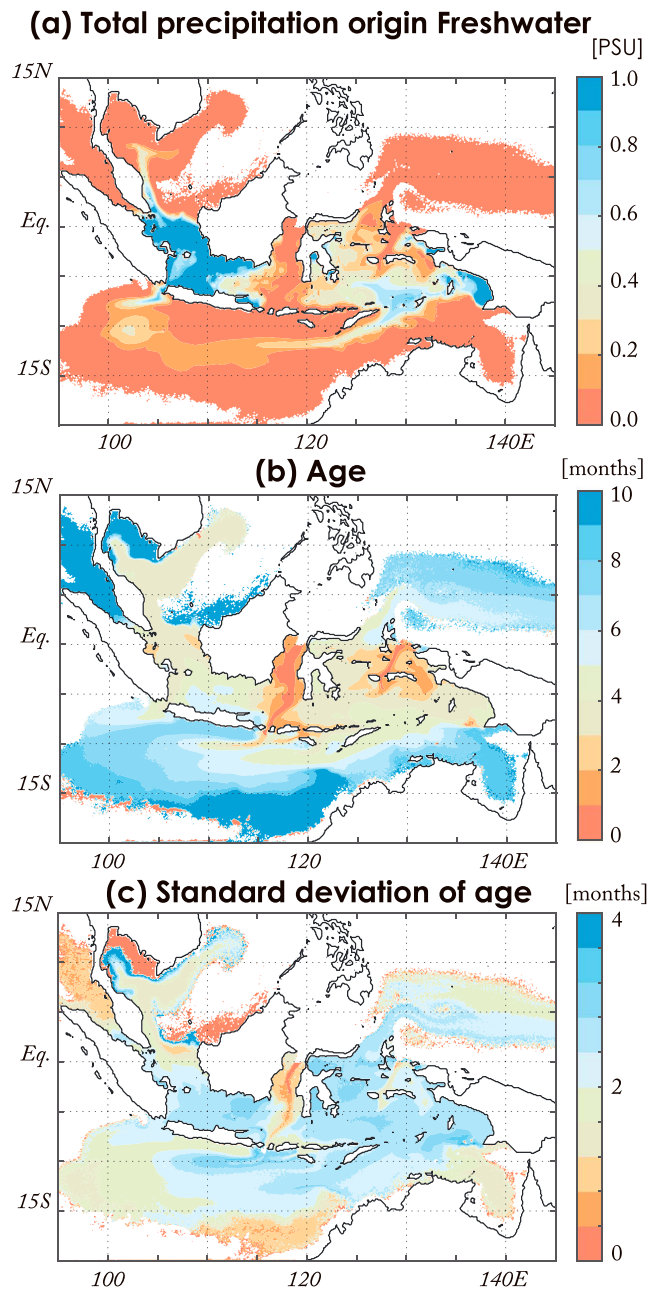 (a) Total precipitation origin Freshwater
[PSU]
15N
Eq.
15S
100
120
140E
1.0
0.8
0.6
0.4
0.2
0.0
(b) Age
[months]
15N
Eq.
15S
100
120
140E
10
8
6
4
2
0
(c) Standard deviation of age
[months]
15N
Eq.
15S
100
120
140E
4
2
0